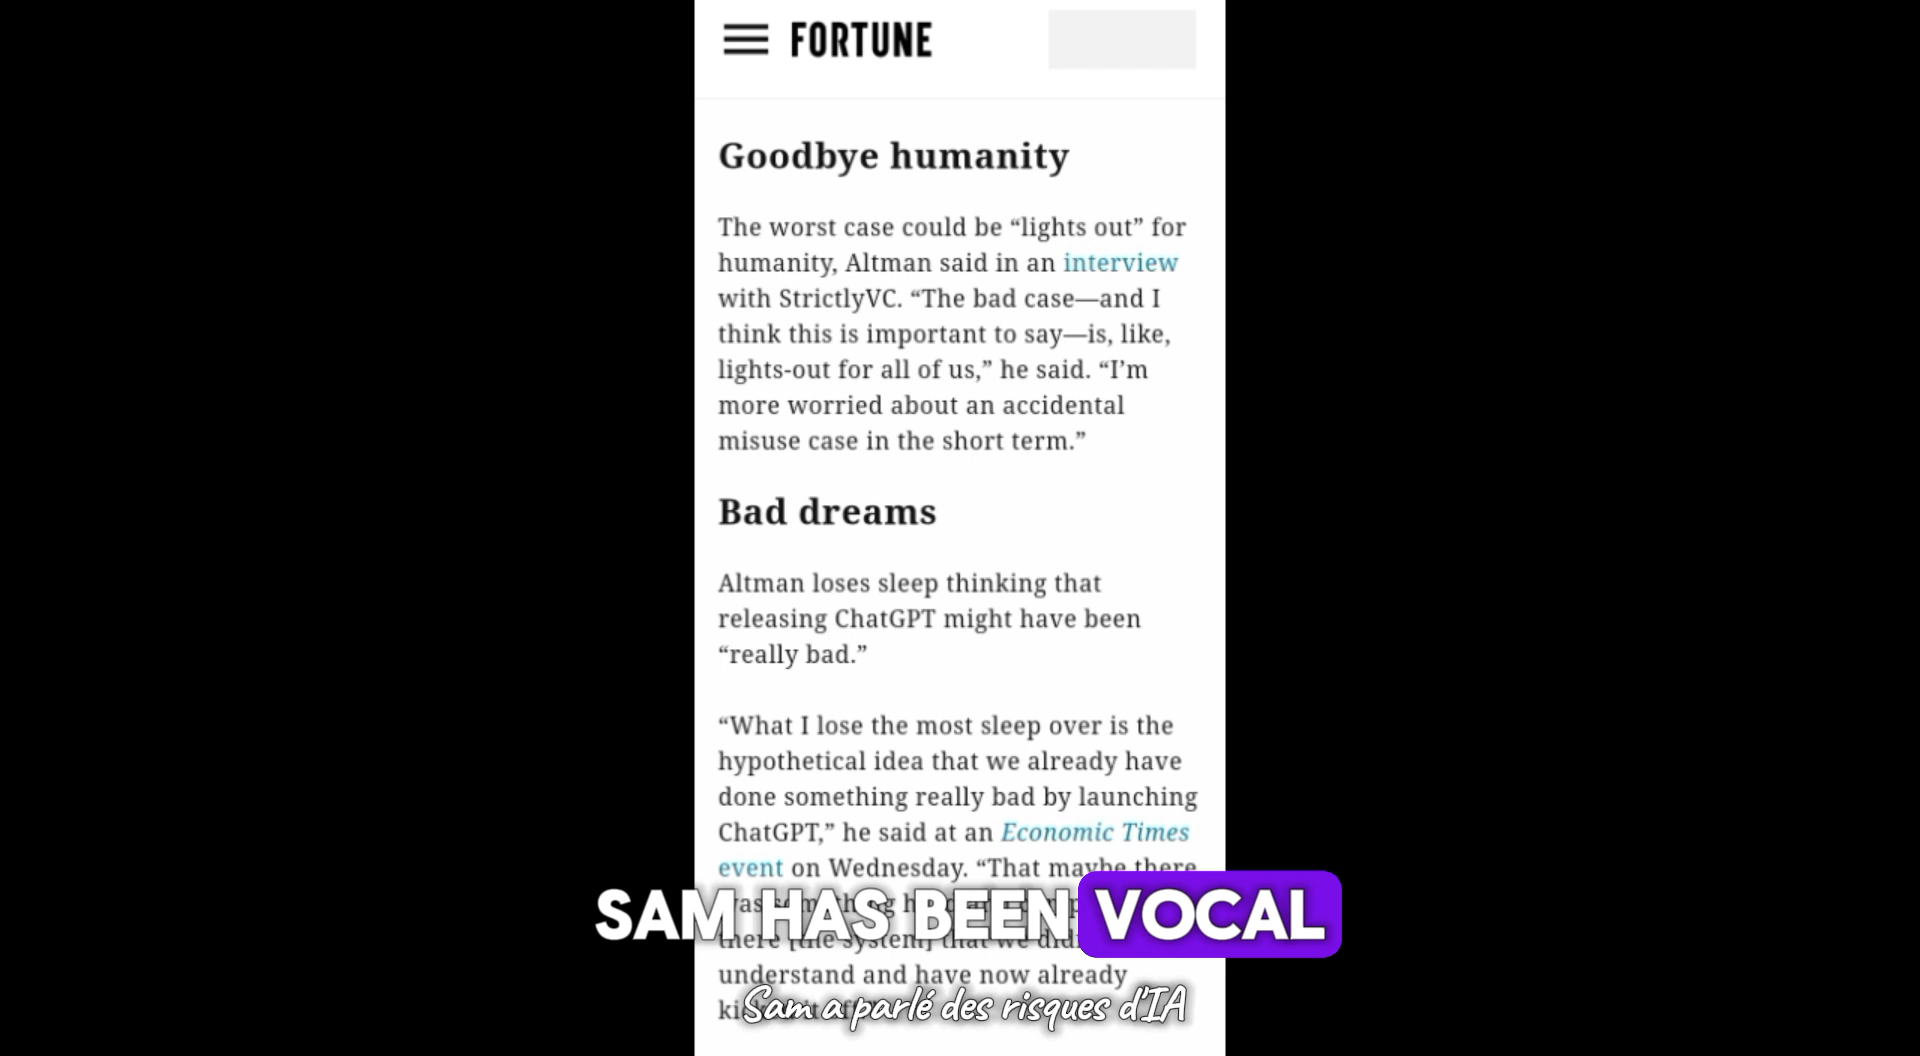 FORTUNE
Goodbye humanity
The worst case could be “lights out” for
humanity, Altman said in an interview
with StrictlyVC. “The bad case—and I
think this is important to say—is, like,
lights-out for all of us,” he said. “I’m
more worried about an accidental
misuse case in the short term.”
Bad dreams
Altman loses sleep thinking that
releasing ChatGPT might have been
“really bad.”
“What I lose the most sleep over is the
hypothetical idea that we already have
done something really bad by launching
ChatGPT,” he said at an Economic Times
event on Wednesday. “That maybe there
SAM HAS BEEN VOCAL
there [the system] that we
understand and have now already
Sam a parlé des risques d'IA